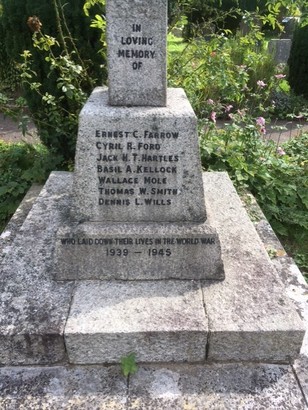 IN
LOVING
MEMORY
OF
ERNEST C. FARROW
CYRIL R. FORD
JACK H. T. HARTLES
BASIL A. KELLOCK
WALLACE MOLE
THOMAS W. SMITH
DENNIS L. WILLS
WHO LAID DOWN THEIR LIVES IN THE WORLD WAR
1939 – 1945